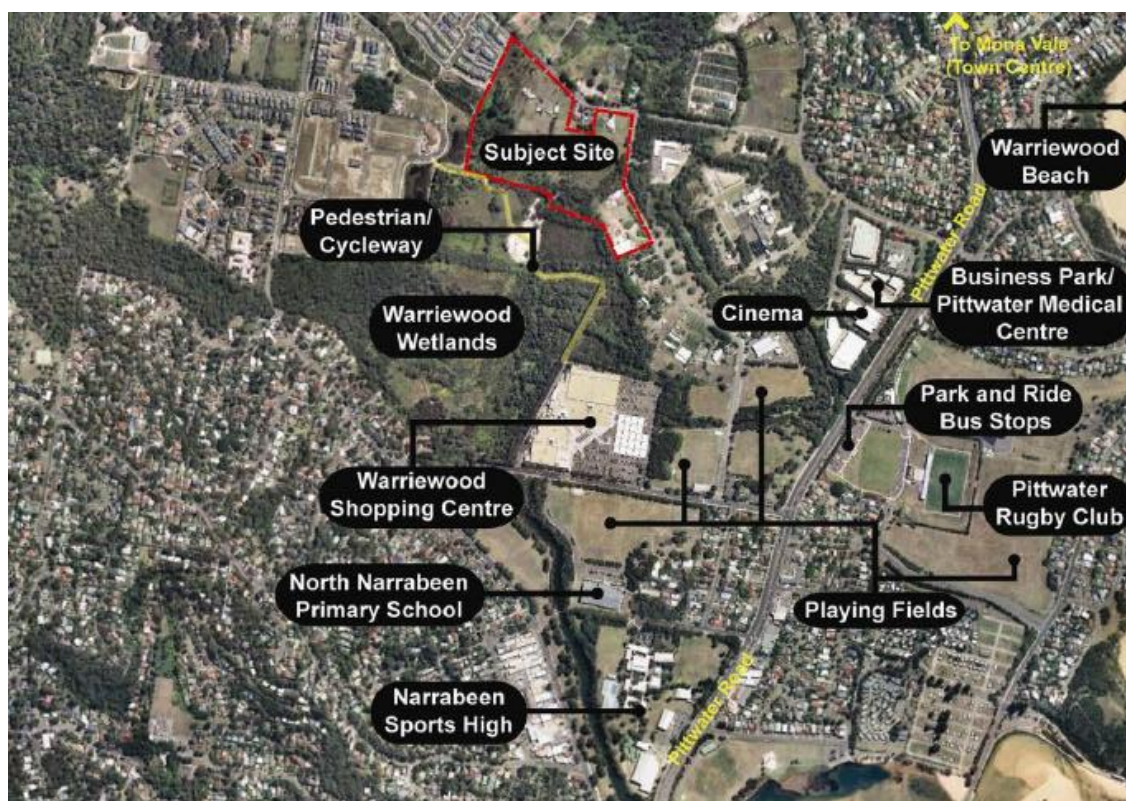 To Mona Vale
(Town Centre)
Warriewood
Beach
Subject Site
Pedestrian/
Cycleway
Pittwater Road
Business Park/
Pittwater Medical
Centre
Cinema
Warriewood
Wetlands
Park and Ride
Bus Stops
Warriewood
Shopping Centre
Pittwater
Rugby Club
North Narrabeen
Primary School
Playing Fields
Narrabeen
Sports High
Pittwater Road